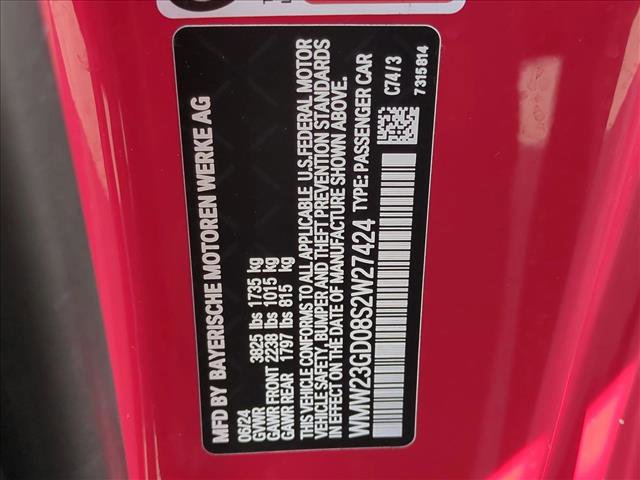 MFD BY BAYERISCHE MOTOREN WERKE AG
06/24
GVWR 3825 lbs 1735 kg
GAWR FRONT 2238 lbs 1015 kg
GAWR REAR 1797 lbs 815 kg
THIS VEHICLE CONFORMS TO ALL APPLICABLE U.S.FEDERAL MOTOR
VEHICLE SAFETY, BUMPER AND THEFT PREVENTION STANDARDS
IN EFFECT ON THE DATE OF MANUFACTURE SHOWN ABOVE.
WMW23GD08S2W27424 TYPE: PASSENGER CAR
C74/3
7315814